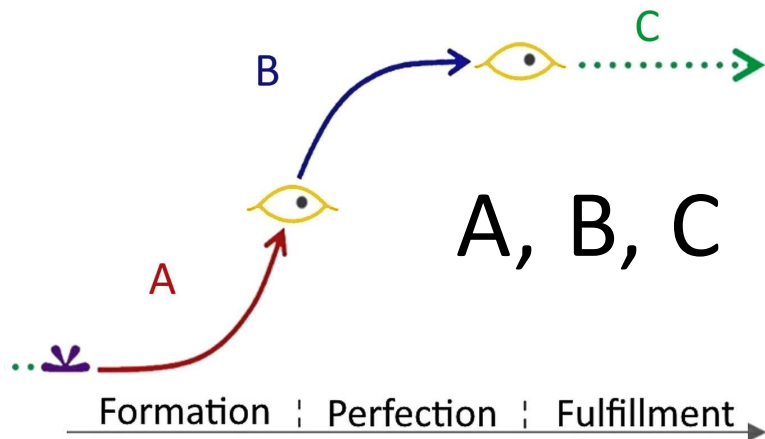 C
B
A, B, C
A
Formation ¦ Perfection ¦ Fulfillment